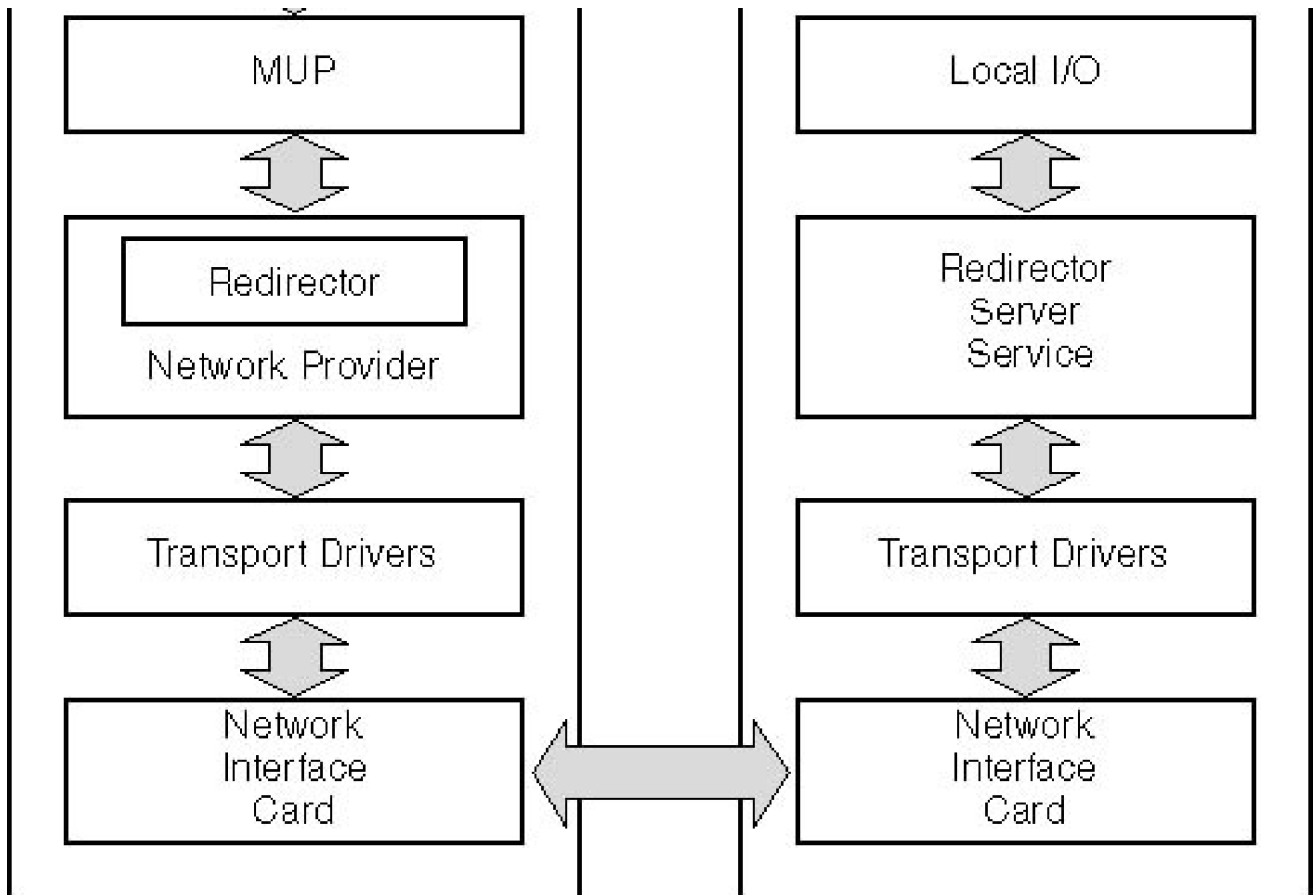 MUP
Redirector
Network Provider
Transport Drivers
Network
Interface
Card
Local I/O
Redirector
Server
Service
Transport Drivers
Network
Interface
Card